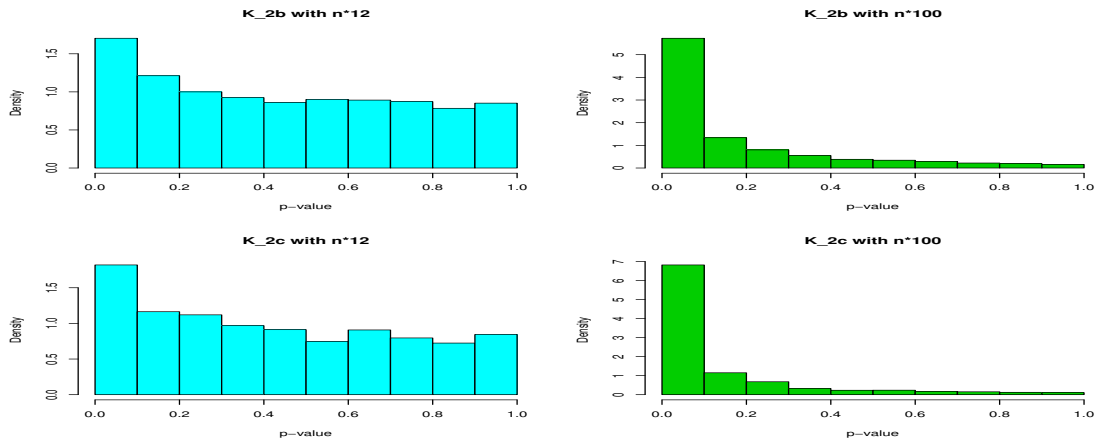 K_2b with n*12
Density
0.0 0.5 1.0 1.5
0.0 0.2 0.4 0.6 0.8 1.0
p−value
K_2b with n*100
Density
0 1 2 3 4 5
0.0 0.2 0.4 0.6 0.8 1.0
p−value
K_2c with n*12
Density
0.0 0.5 1.0 1.5
0.0 0.2 0.4 0.6 0.8 1.0
p−value
K_2c with n*100
Density
0 1 2 3 4 5 6 7
0.0 0.2 0.4 0.6 0.8 1.0
p−value